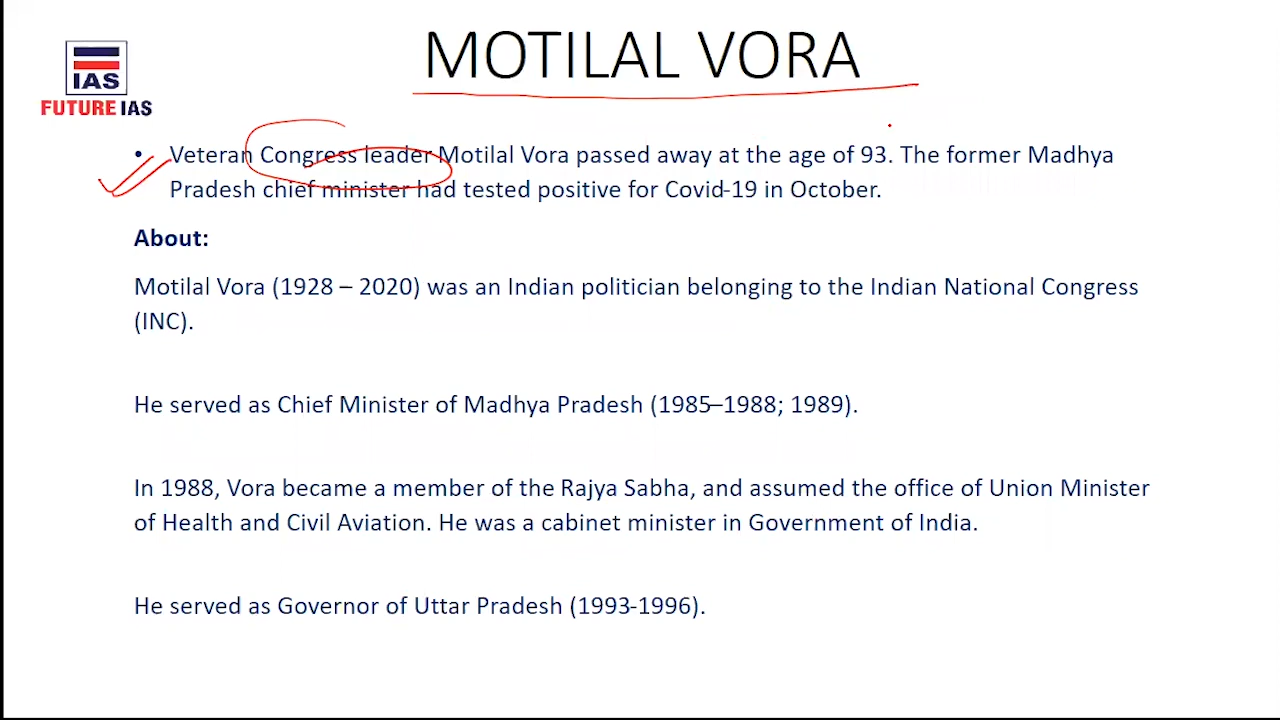 MOTILAL VORA
IAS
FUTURE IAS
• Veteran Congress leader Motilal Vora passed away at the age of 93. The former Madhya
Pradesh chief minister had tested positive for Covid-19 in October.
About:
Motilal Vora (1928 – 2020) was an Indian politician belonging to the Indian National Congress
(INC).
He served as Chief Minister of Madhya Pradesh (1985–1988; 1989).
In 1988, Vora became a member of the Rajya Sabha, and assumed the office of Union Minister
of Health and Civil Aviation. He was a cabinet minister in Government of India.
He served as Governor of Uttar Pradesh (1993-1996).